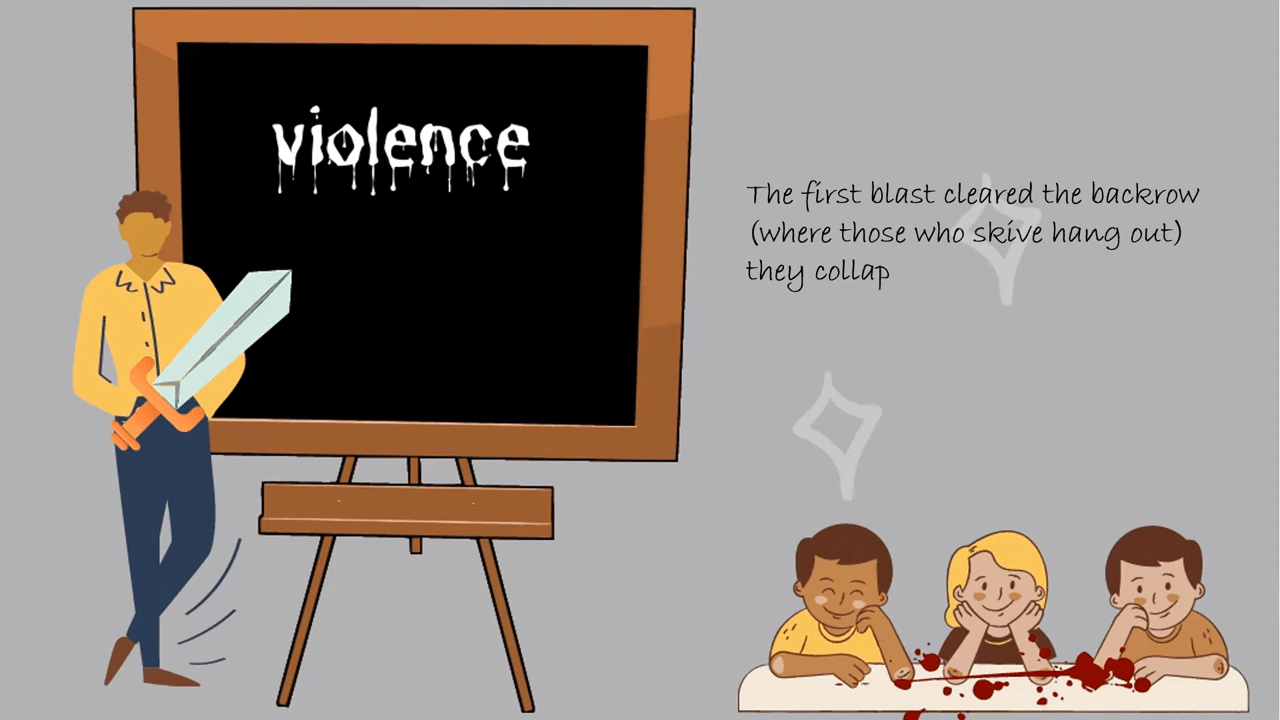 violence
The first blast cleared the backrow
(where those who skive hang out)
they collap